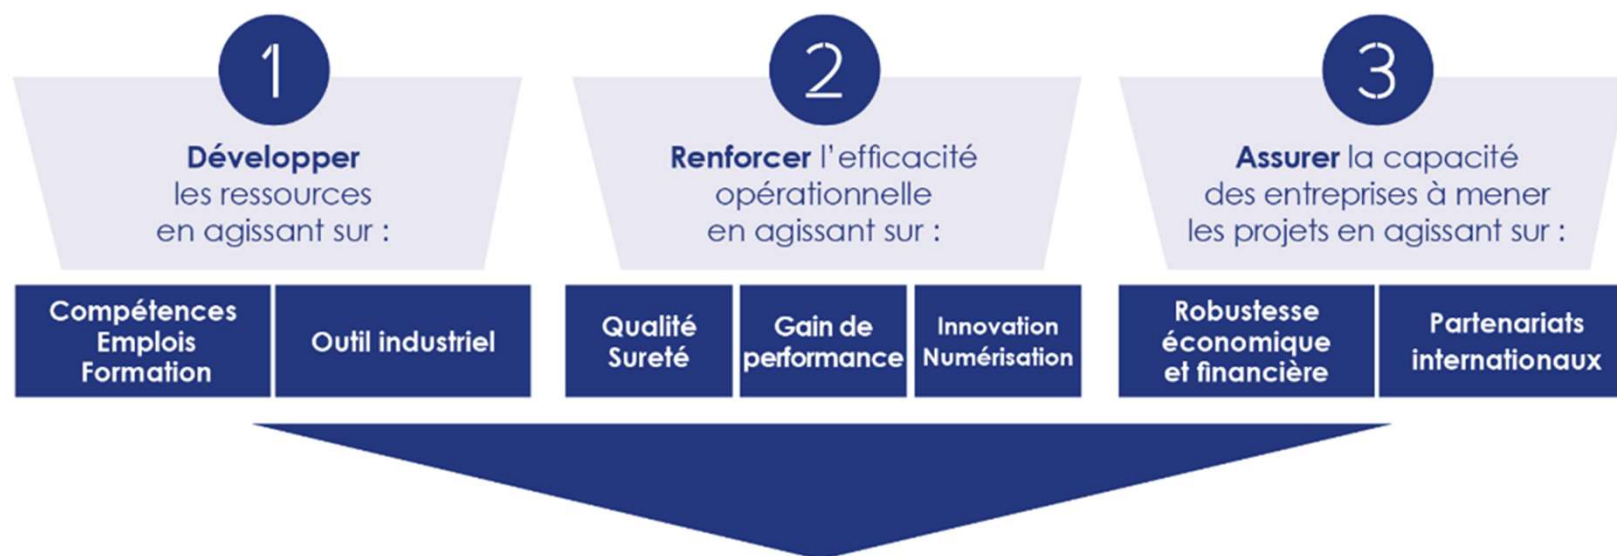 1
Développer
les ressources
en agissant sur :
Compétences
Emplois
Formation
Outil industriel
2
Renforcer l'efficacité
opérationnelle
en agissant sur :
Qualité
Sureté
Gain de
performance
Innovation
Numérisation
3
Assurer la capacité
des entreprises à mener
les projets en agissant sur :
Robustesse
économique
et financière
Partenariats
internationaux